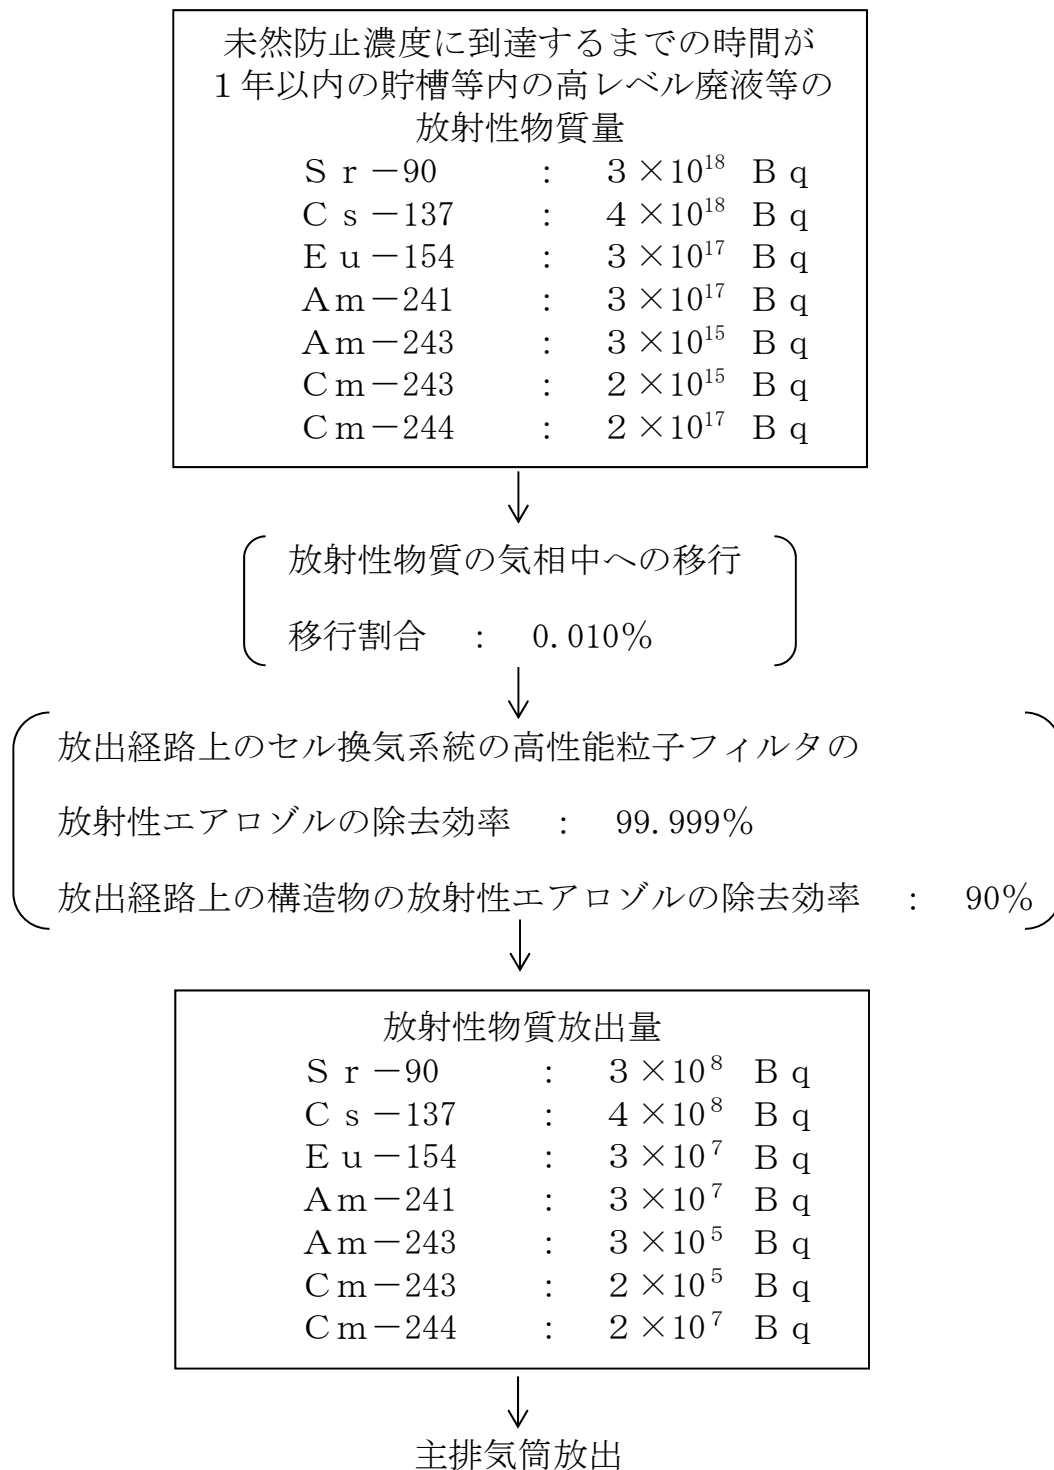 未然防止濃度に到達するまでの時間が
１年以内の貯槽等内の高レベル廃液等の
放射性物質量
Ｓｒ－90 : ３×10¹⁸ Ｂｑ
Ｃｓ－137 : ４×10¹⁸ Ｂｑ
Ｅｕ－154 : ３×10¹⁷ Ｂｑ
Ａｍ－241 : ３×10¹⁷ Ｂｑ
Ａｍ－243 : ３×10¹⁵ Ｂｑ
Ｃｍ－243 : ２×10¹⁵ Ｂｑ
Ｃｍ－244 : ２×10¹⁷ Ｂｑ
放射性物質の気相中への移行
移行割合 : 0.010％
放出経路上のセル換気系統の高性能粒子フィルタの
放射性エアロゾルの除去効率 : 99.999％
放出経路上の構造物の放射性エアロゾルの除去効率 : 90％
放射性物質放出量
Ｓｒ－90 : ３×10⁸ Ｂｑ
Ｃｓ－137 : ４×10⁸ Ｂｑ
Ｅｕ－154 : ３×10⁷ Ｂｑ
Ａｍ－241 : ３×10⁷ Ｂｑ
Ａｍ－243 : ３×10⁵ Ｂｑ
Ｃｍ－243 : ２×10⁵ Ｂｑ
Ｃｍ－244 : ２×10⁷ Ｂｑ
主排気筒放出